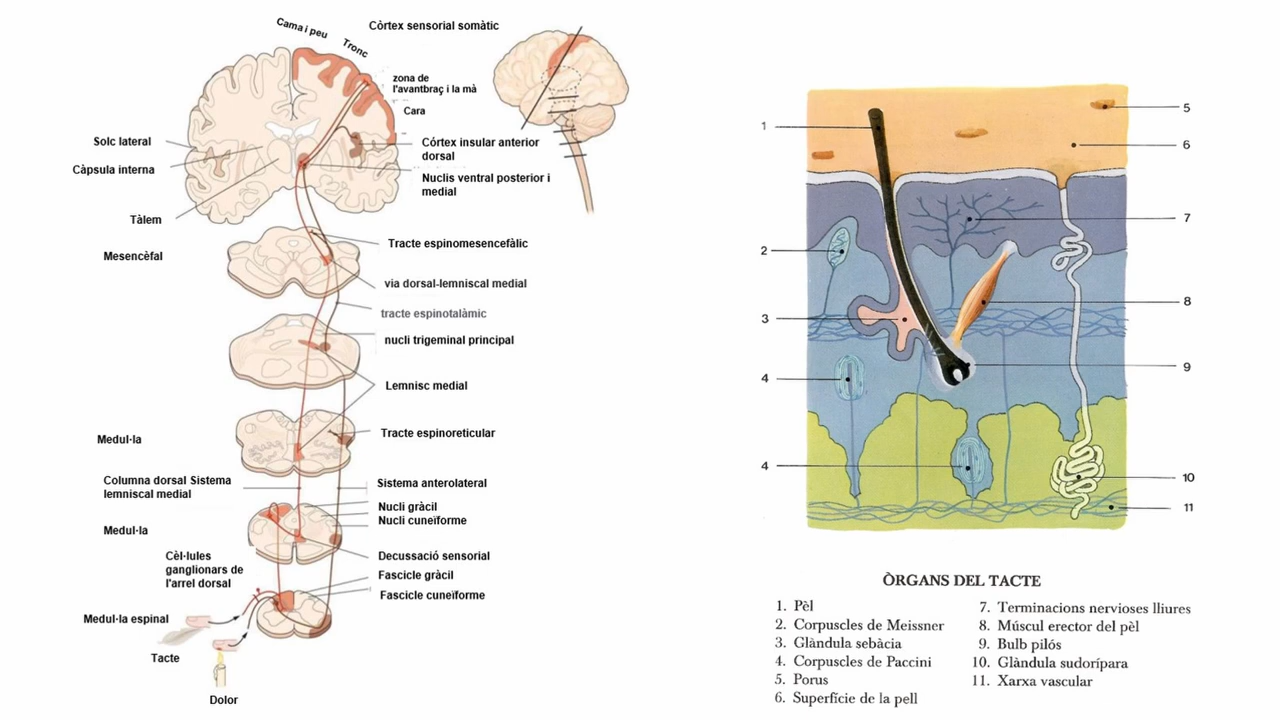 Cama i peu
Tronc
Còrtex sensorial somàtic
zona de
l'avantbraç i la mà
Cara
Solc lateral
Càpsula interna
Tàlem
Mesencèfal
Córtex insular anterior
dorsal
Nuclis ventral posterior i
medial
Tracte espinomesencefàlic
via dorsal-lemniscal medial
tracte espinotalàmic
nucli trigeminal principal
Lemnisc medial
Medul·la
Tracte espinoreticular
Columna dorsal Sistema
lemniscal medial
Sistema anterolateral
Nucli gràcil
Nucli cuneïforme
Medul·la
Decussació sensorial
Cèl·lules
ganglionars de
l'arrel dorsal
Fascicle gràcil
Fascicle cuneïforme
Medul·la espinal
Tacte
Dolor
1
2
3
4
4
5
6
7
8
9
10
11
ÒRGANS DEL TACTE
1. Pèl
2. Corpuscles de Meissner
3. Glàndula sebàcia
4. Corpuscles de Paccini
5. Porus
6. Superfície de la pell
7. Terminacions nervioses lliures
8. Múscul erector del pèl
9. Bulb pilós
10. Glàndula sudorípara
11. Xarxa vascular